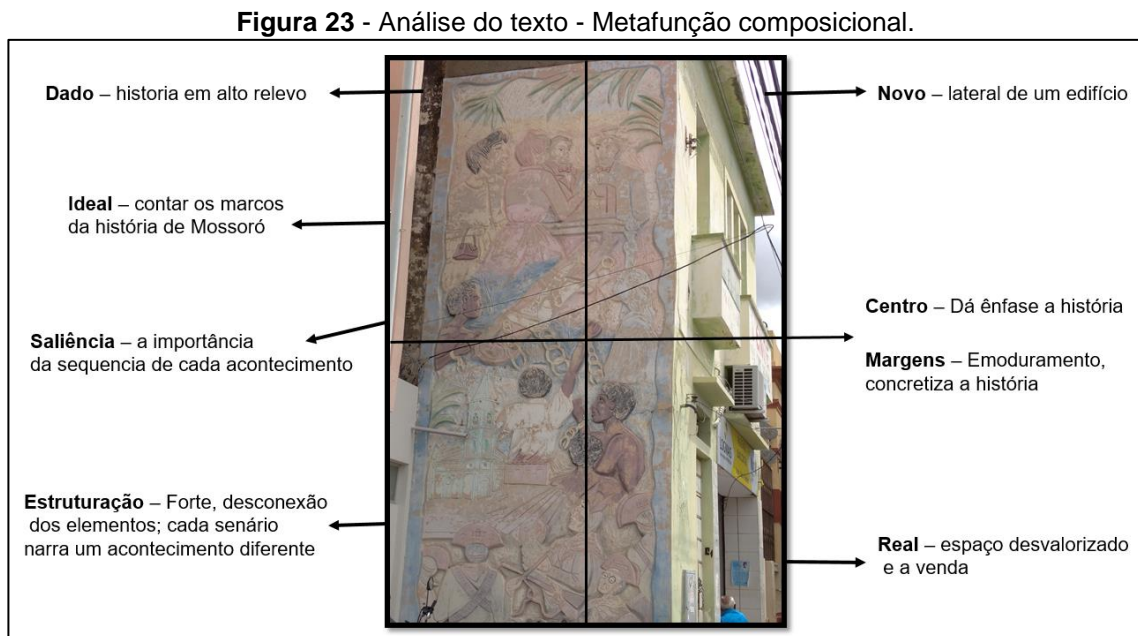 Figura 23 - Análise do texto - Metafunção composicional.
Dado – historia em alto relevo
Novo – lateral de um edifício
Ideal – contar os marcos
da história de Mossoró
Saliência – a importância
da sequencia de cada acontecimento
Centro – Dá ênfase a história
Margens – Emoduramento,
concretiza a história
Estruturação – Forte, desconexão
dos elementos; cada senário
narra um acontecimento diferente
Real – espaço desvalorizado
e a venda